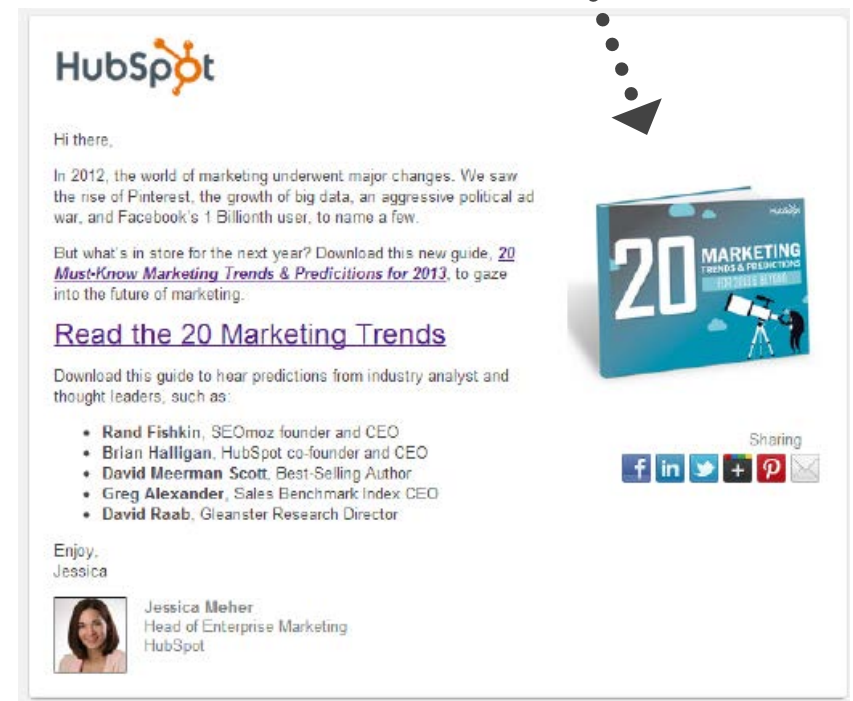 HubSpot
Hi there,
In 2012, the world of marketing underwent major changes. We saw
the rise of Pinterest, the growth of big data, an aggressive political ad
war, and Facebook's 1 Billionth user, to name a few.
But what's in store for the next year? Download this new guide, 20
Must-Know Marketing Trends & Predicitions for 2013, to gaze
into the future of marketing.
Read the 20 Marketing Trends
Download this guide to hear predictions from industry analyst and
thought leaders, such as:
• Rand Fishkin, SEOmoz founder and CEO
• Brian Halligan, HubSpot co-founder and CEO
• David Meerman Scott, Best-Selling Author
• Greg Alexander, Sales Benchmark Index CEO
• David Raab, Gleanster Research Director
Enjoy,
Jessica
Jessica Meher
Head of Enterprise Marketing
HubSpot
HubSpot
20 MARKETING
TRENDS & PREDICTIONS
FOR 2013 & BEYOND
Sharing